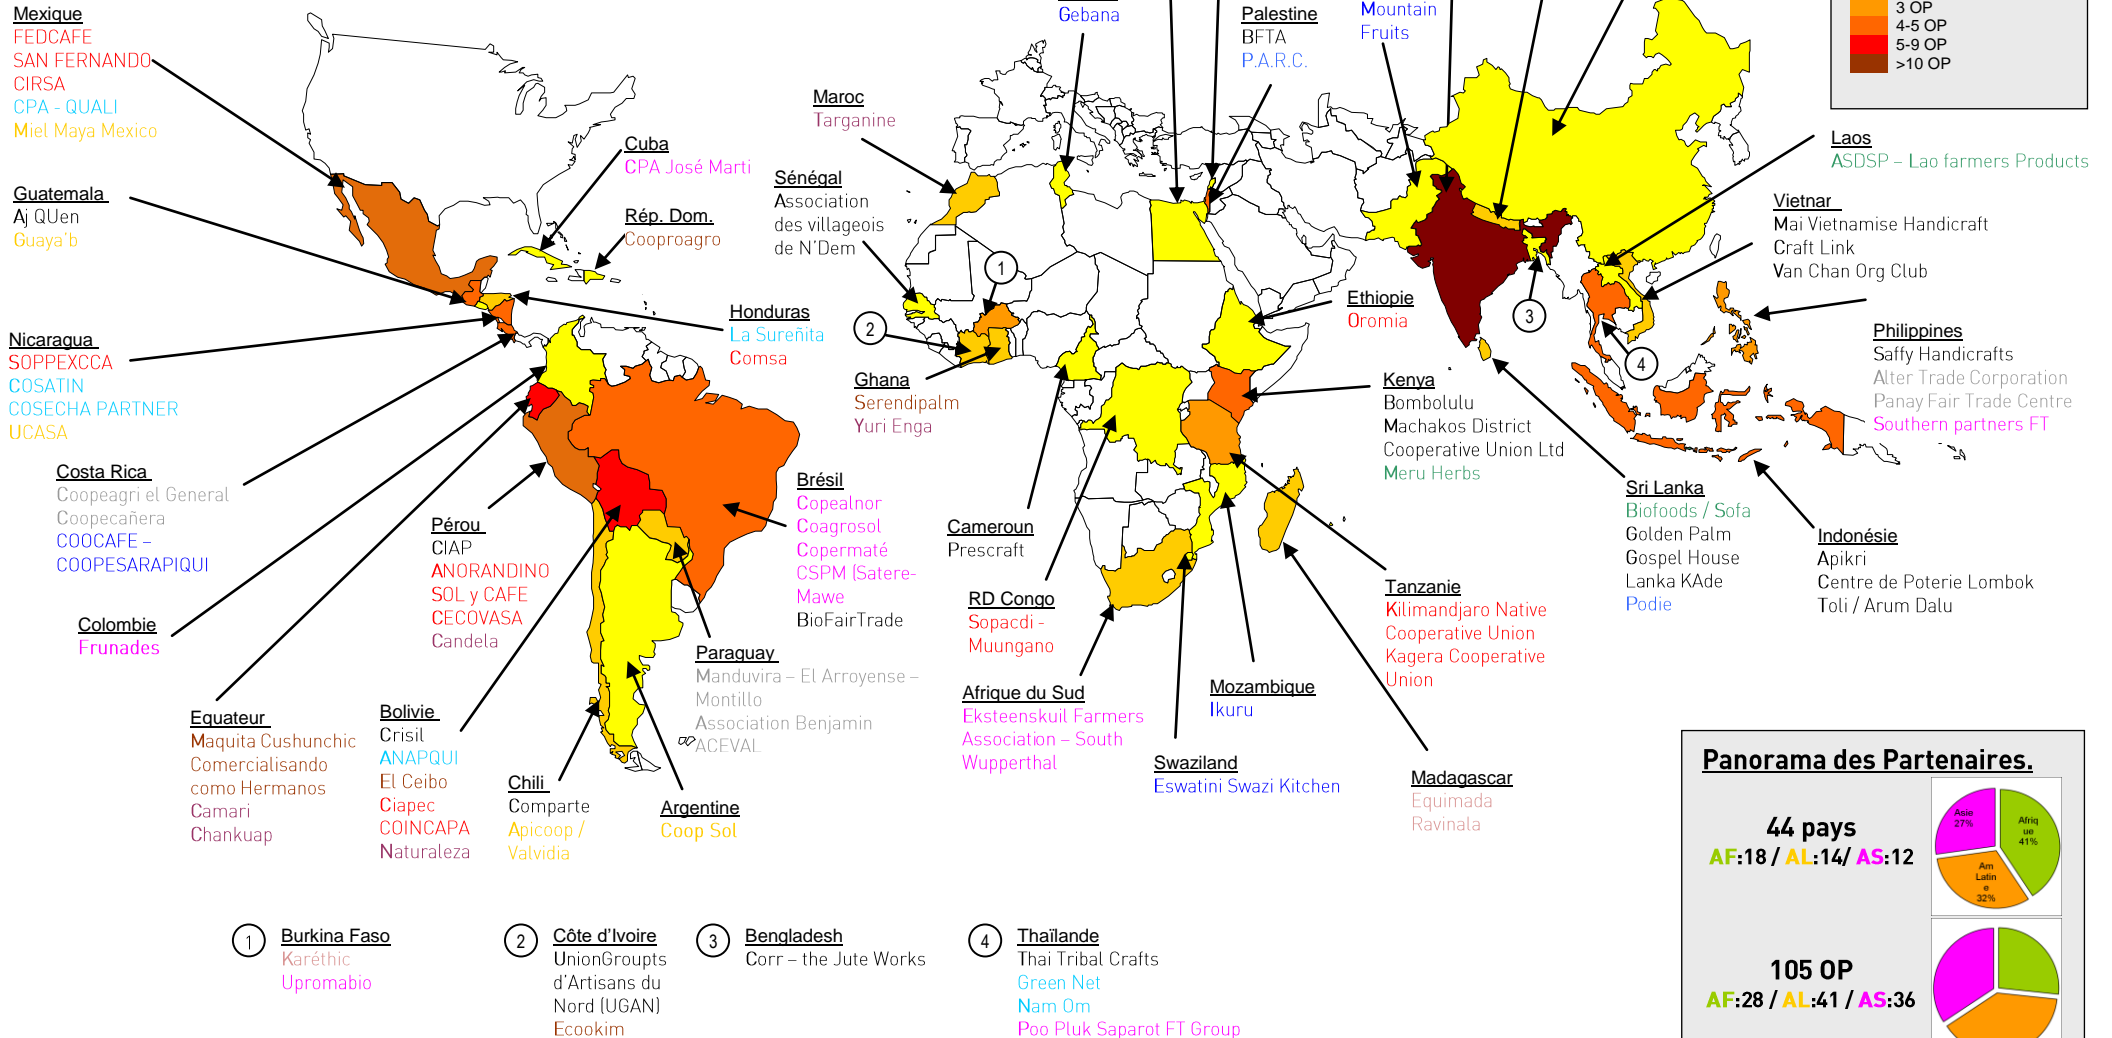 Mexique
FEDCAFE
SAN FERNANDO
CIRSA
CPA - QUALI
Miel Maya Mexico
Guatemala
Aj QUen
Guaya'b
Nicaragua
SOPPEXCCA
COSATIN
COSECHA PARTNER
UCASA
Costa Rica
Coopeagri el General
Coopecañera
COOCAFE –
COOPESARAPIQUI
Colombie
Frunades
Equateur
Maquita Cushunchic
Comercialisando
como Hermanos
Camari
Chankuap
Pérou
CIAP
ANORANDINO
SOL y CAFE
CECOVASA
Candela
Bolivie
Crisil
ANAPQUI
El Ceibo
Ciapec
COINCAPA
Naturaleza
Chili
Comparte
Apicoop /
Valvidia
Argentine
Coop Sol
Paraguay
Manduvira – El Arroyense –
Montillo
Association Benjamin
ACEVAL
Brésil
Copealnor
Coagrosol
Copermaté
CSPM (Satere-
Mawe
BioFairTrade
Cuba
CPA José Marti
Rép. Dom.
Cooproagro
Honduras
La Sureñita
Comsa
Maroc
Targanine
Sénégal
Association
des villageois
de N'Dem
Gebana
Palestine
BFTA
P.A.R.C.
Mountain
Fruits
1
2
3
4
Ghana
Serendipalm
Yuri Enga
Cameroun
Prescraft
RD Congo
Sopacdi -
Muungano
Afrique du Sud
Eksteenskuil Farmers
Association – South
Wupperthal
Swaziland
Eswatini Swazi Kitchen
Mozambique
Ikuru
Madagascar
Equimada
Ravinala
Tanzanie
Kilimandjaro Native
Cooperative Union
Kagera Cooperative
Union
Ethiopie
Oromia
Kenya
Bombolulu
Machakos District
Cooperative Union Ltd
Meru Herbs
Sri Lanka
Biofoods / Sofa
Golden Palm
Gospel House
Lanka KAde
Podie
Indonésie
Apikri
Centre de Poterie Lombok
Toli / Arum Dalu
Philippines
Saffy Handicrafts
Alter Trade Corporation
Panay Fair Trade Centre
Southern partners FT
Vietnar
Mai Vietnamise Handicraft
Craft Link
Van Chan Org Club
Laos
ASDSP – Lao farmers Products
3 OP
4-5 OP
5-9 OP
>10 OP
1
Burkina Faso
Karéthic
Upromabio
2
Côte d'Ivoire
UnionGroupts
d'Artisans du
Nord (UGAN)
Ecookim
3
Bengladesh
Corr – the Jute Works
4
Thaïlande
Thai Tribal Crafts
Green Net
Nam Om
Poo Pluk Saparot FT Group
Panorama des Partenaires.
44 pays
AF:18 / AL:14/ AS:12
Asie
27%
Afriq
ue
41%
Am
Latin
e
32%
105 OP
AF:28 / AL:41 / AS:36